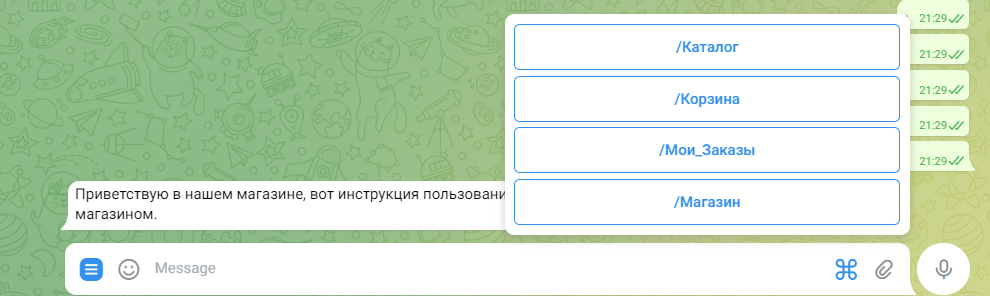 21:29
/Каталог
21:29
21:29
/Корзина
21:29
/Мои_Заказы
21:29
Приветствую в нашем магазине, вот инструкция
магазином.
/Магазин
Message